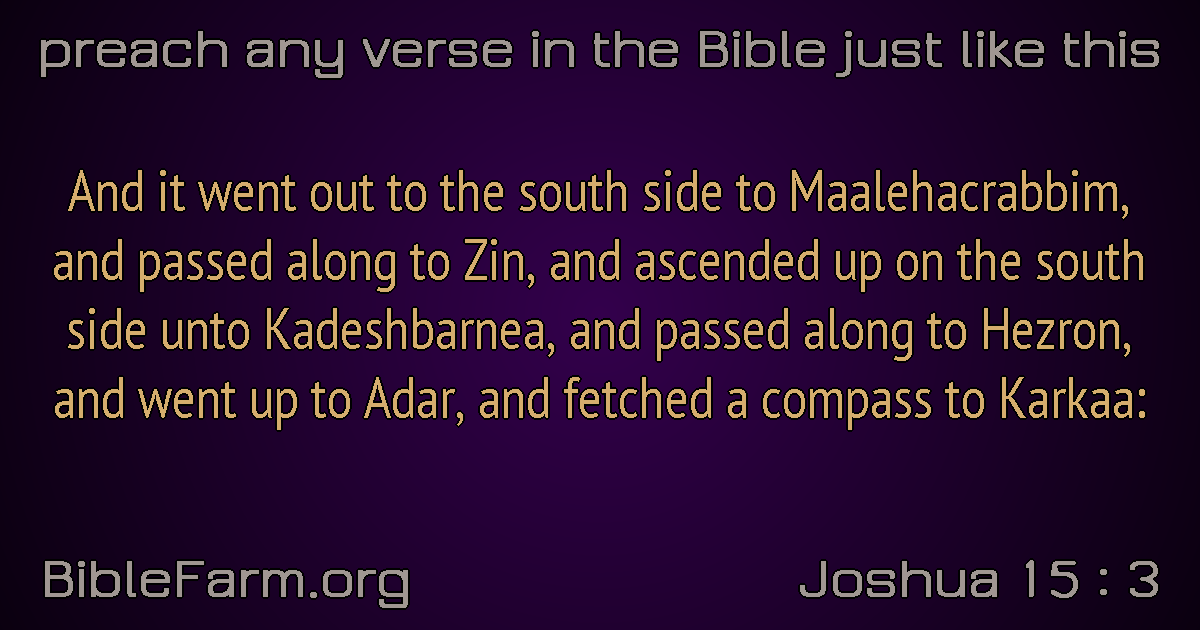 preach any verse in the Bible just like this
And it went out to the south side to Maalehacrabbim,
and passed along to Zin, and ascended up on the south
side unto Kadeshbarnea, and passed along to Hezron,
and went up to Adar, and fetched a compass to Karkaa:
BibleFarm.org
Joshua 15 : 3